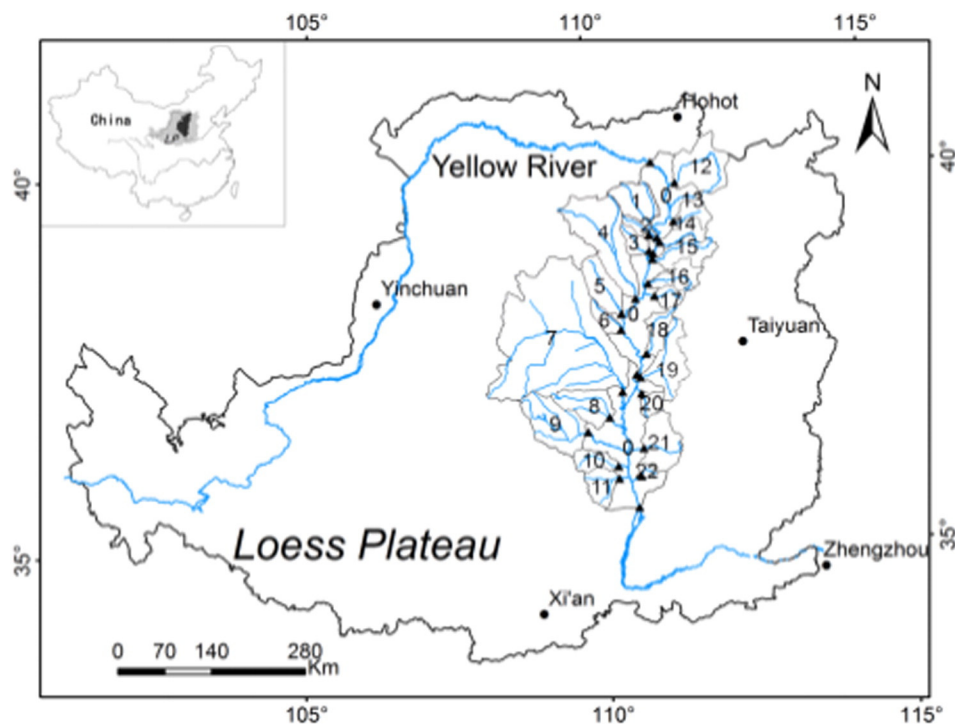 105°
110°
115°
China
LP
N
Hohot
40°
Yellow River
40°
12
0
1
13
2
14
4
3
15
16
5
17
Yinchuan
0
6
18
Taiyuan
7
19
20
8
9
0
21
10
22
11
Loess Plateau
35°
Zhengzhou
35°
Xi'an
0 70 140 280
Km
105°
110°
115°